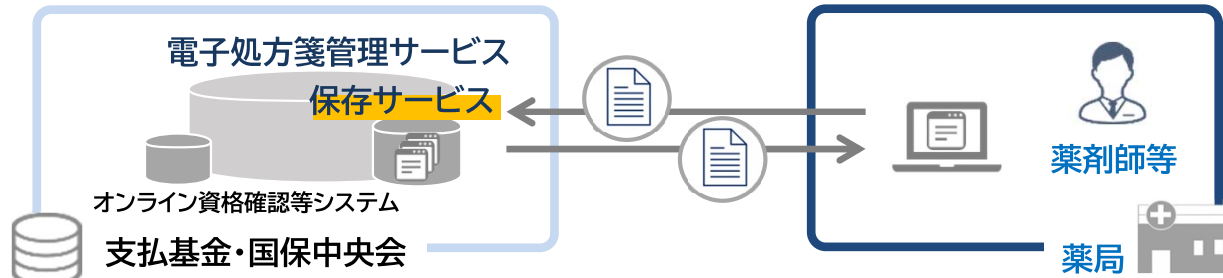 電子処方箋管理サービス
保存サービス
オンライン資格確認等システム
支払基金・国保中央会
薬剤師等
薬局